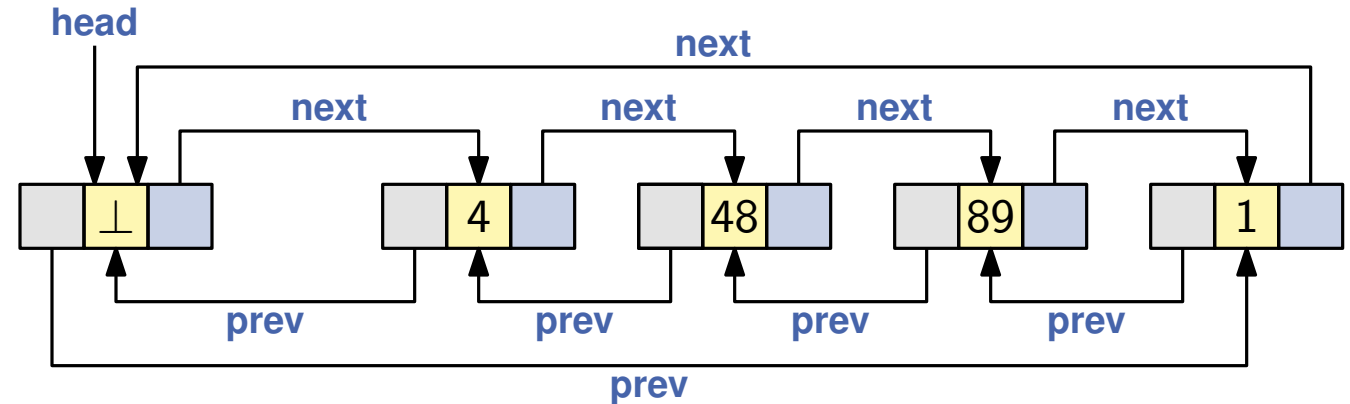 head
next
next next next next
⊥ 4 48 89 1
prev prev prev prev
prev